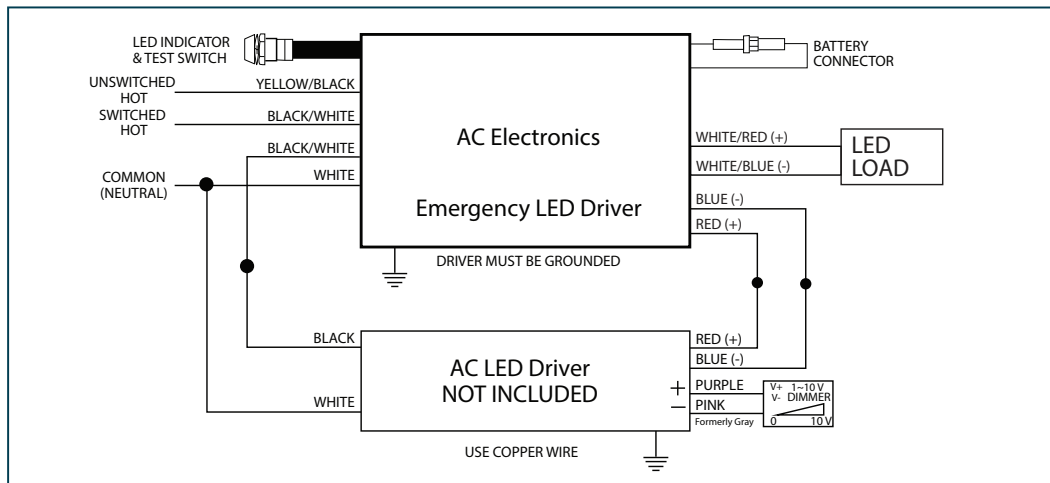 LED INDICATOR
& TEST SWITCH
BATTERY
CONNECTOR
UNSWITCHED
HOT
YELLOW/BLACK
SWITCHED
HOT
BLACK/WHITE
AC Electronics
WHITE/RED (+)
LED
LOAD
BLACK/WHITE
WHITE/BLUE (-)
COMMON
(NEUTRAL)
WHITE
Emergency LED Driver
BLUE (-)
RED (+)
DRIVER MUST BE GROUNDED
BLACK
AC LED Driver
NOT INCLUDED
RED (+)
BLUE (-)
+ PURPLE
− PINK
Formerly Gray
V+ 1~10 V
V- DIMMER
0 10 V
WHITE
USE COPPER WIRE